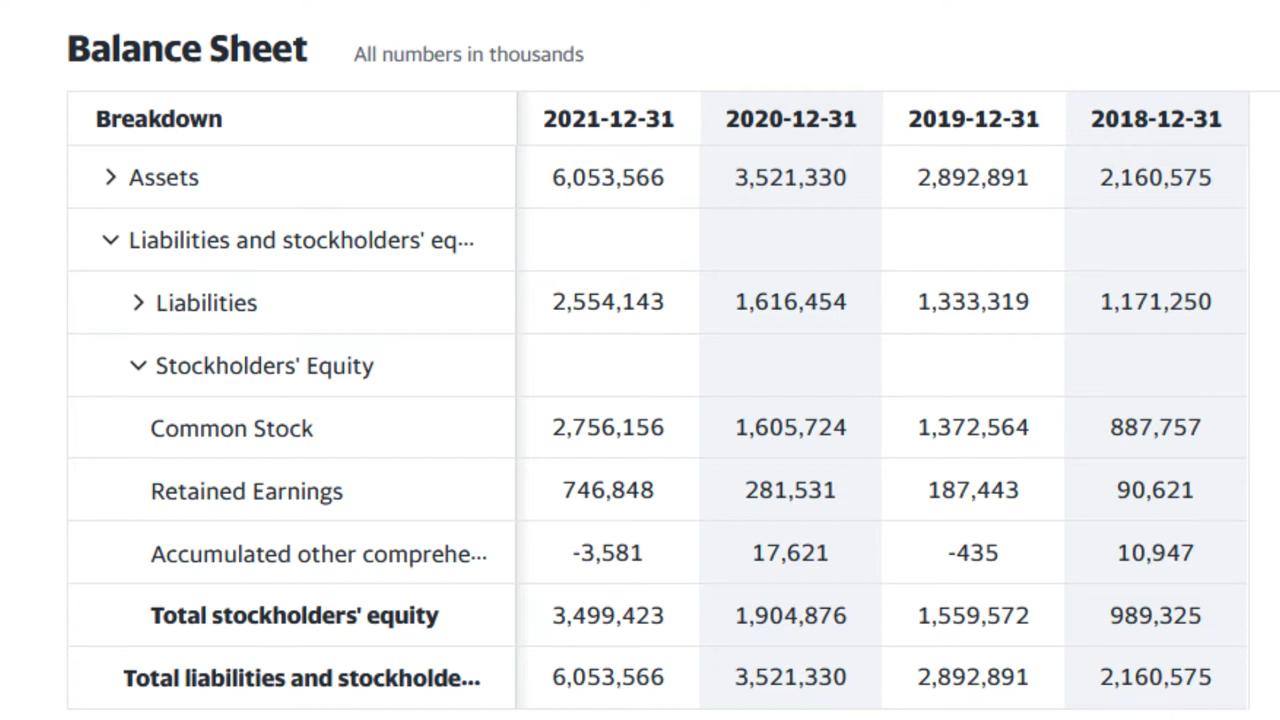 Balance Sheet All numbers in thousands
Breakdown 2021-12-31 2020-12-31 2019-12-31 2018-12-31
Assets 6,053,566 3,521,330 2,892,891 2,160,575
Liabilities and stockholders' eq...
Liabilities 2,554,143 1,616,454 1,333,319 1,171,250
Stockholders' Equity
Common Stock 2,756,156 1,605,724 1,372,564 887,757
Retained Earnings 746,848 281,531 187,443 90,621
Accumulated other comprehe... -3,581 17,621 -435 10,947
Total stockholders' equity 3,499,423 1,904,876 1,559,572 989,325
Total liabilities and stockholde... 6,053,566 3,521,330 2,892,891 2,160,575